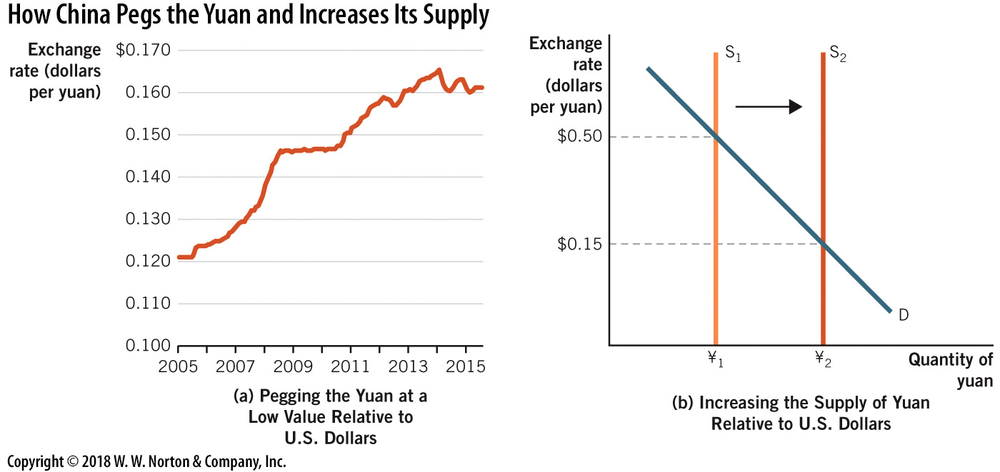 How China Pegs the Yuan and Increases Its Supply
Exchange
rate (dollars
per yuan)
$0.170
0.160
0.150
0.140
0.130
0.120
0.110
0.100
2005 2007 2009 2011 2013 2015
(a) Pegging the Yuan at a
Low Value Relative to
U.S. Dollars
Exchange
rate
(dollars
per yuan)
$0.50
$0.15
S1
S2
D
¥1
¥2
Quantity of
yuan
(b) Increasing the Supply of Yuan
Relative to U.S. Dollars
Copyright © 2018 W. W. Norton & Company, Inc.